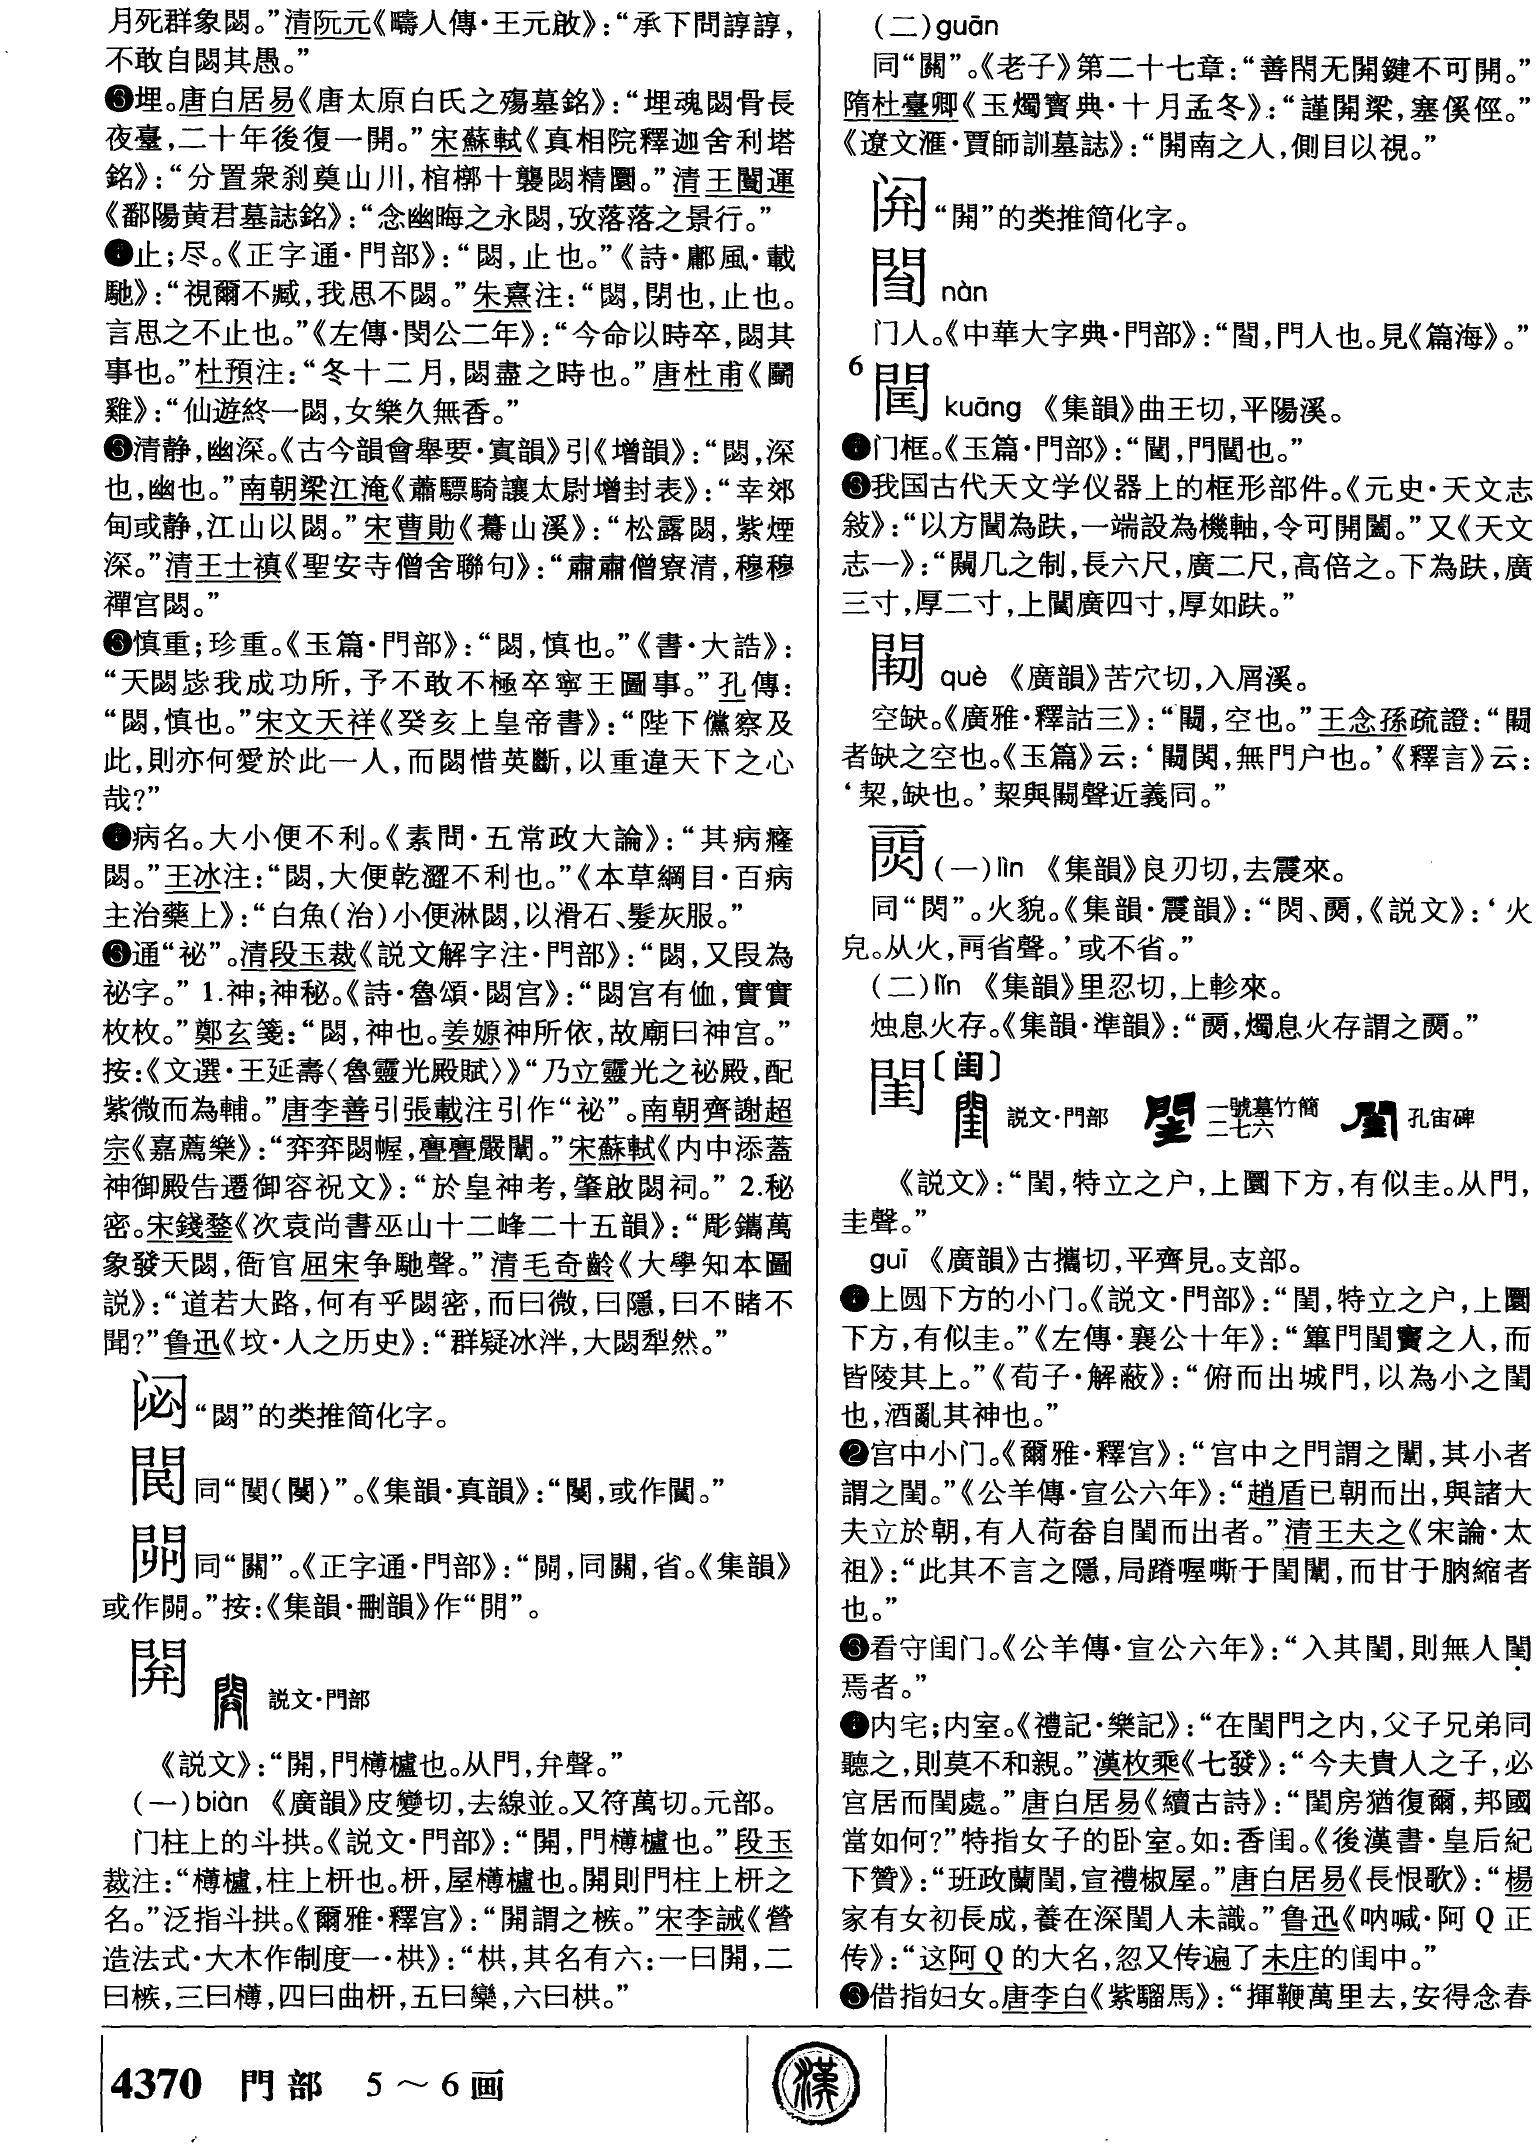 月死群象閟。”清阮元《疇人傳·王元啟》：“承下問諄諄，
不敢自閟其愚。”
❸埋。唐白居易《唐太原白氏之殤墓銘》：“埋魂閟骨長
夜臺，二十年後復一開。”宋蘇軾《真相院釋迦舍利塔
銘》：“分置衆刹奠山川，棺槨十襲閟精圜。”清王闓運
《鄱陽黄君墓誌銘》：“念幽晦之永閟，攷落落之景行。”
止；尽。《正字通·門部》：“閟，止也。”《詩·鄘風·載
馳》：“視爾不臧，我思不閟。”朱熹注：“閟，閉也，止也。
言思之不止也。”《左傳·閔公二年》：“今命以時卒，閟其
事也。”杜預注：“冬十二月，閟盡之時也。”唐杜甫《鬭
雞》：“仙遊終一閟，女樂久無香。”
清静，幽深。《古今韻會舉要·寘韻》引《增韻》：“閟，深
也，幽也。”南朝梁江淹《蕭驃騎讓太尉增封表》：“幸郊
甸或静，江山以閟。”宋曹勛《驀山溪》：“松露閟，紫煙
深。”清王士禛《聖安寺僧舍聯句》：“肅肅僧寮清，穆穆
禪宫閟。”
慎重；珍重。《玉篇·門部》：“閟，慎也。”《書·大誥》：
“天閟毖我成功所，予不敢不極卒寧王圖事。”孔傳：
“閟，慎也。”宋文天祥《癸亥上皇帝書》：“陛下儻察及
此，則亦何愛於此一人，而閟惜英斷，以重違天下之心
哉？”
病名。大小便不利。《素問·五常政大論》：“其病癃
閟。”王冰注：“閟，大便乾澀不利也。”《本草綱目·百病
主治藥上》：“白魚（治）小便淋閟，以滑石、髮灰服。”
通“祕”。清段玉裁《説文解字注·門部》：“閟，又叚為
祕字。” 1.神；神秘。《詩·魯頌·閟宫》：“閟宫有侐，實實
枚枚。”鄭玄箋：“閟，神也。姜嫄神所依，故廟曰神宫。”
按：《文選·王延壽〈魯靈光殿賦〉》“乃立靈光之祕殿，配
紫微而為輔。”唐李善引張載注引作“祕”。南朝齊謝超
宗《嘉薦樂》：“弈弈閟幄，亹亹嚴闈。”宋蘇軾《内中添蓋
神御殿告遷御容祝文》：“於皇神考，肇啟閟祠。” 2.秘
密。宋錢鍪《次袁尚書巫山十二峰二十五韻》：“彫鑴萬
象發天閟，衙官屈宋争馳聲。”清毛奇齡《大學知本圖
説》：“道若大路，何有乎閟密，而曰微，曰隱，曰不睹不
聞？”鲁迅《坟·人之历史》：“群疑冰泮，大閟犁然。”
“閟”的类推简化字。
同“閺（閿）”。《集韻·真韻》：
同“關”。《正字通·門部》：“䦕，同關，省。《集韻》
或作開。”按：《集韻·刪韻》作“開”。
閞 説文·門部
《説文》：“閞，門欂櫨也。从門，弁聲。”
（一）biàn 《廣韻》皮變切，去線並。又符萬切。元部。
门柱上的斗拱。《説文·門部》：“閞，門欂櫨也。”段玉
裁注：“欂櫨，柱上枅也。枅，屋欂櫨也。閞則門柱上枅之
名。”泛指斗拱。《爾雅·釋宫》：“閞謂之槉。”宋李誡《營
造法式·大木作制度一·栱》：“栱，其名有六：一曰閞，二
曰槉，三曰欂，四曰曲枅，五曰欒，六曰栱。”
（二）guān
同“關”。《老子》第二十七章：“善閉无閞鍵不可開。”
隋杜臺卿《玉燭寶典·十月孟冬》：“謹閞梁，塞傒徑。”
《遼文滙·賈師訓墓誌》：“閞南之人，側目以視。”
“閞”的类推简化字。
nàn
门人。《中華大字典·門部》：“，門人也。見《篇海》。”
6
閶 kuāng 《集韻》曲王切，平陽溪。
门框。《玉篇·門部》：“閫，門閫也。”
我国古代天文学仪器上的框形部件。《元史·天文志
敍》：“以方閫為趺，一端設為機軸，令可開闔。”又《天文
志一》：“闚几之制，長六尺，廣二尺，高倍之。下為趺，廣
三寸，厚二寸，上閫廣四寸，厚如趺。”
què 《廣韻》苦穴切，入屑溪。
空缺。《廣雅·釋詁三》：“，空也。”王念孫疏證：“
者缺之空也。《玉篇》云：‘，無門户也。’《釋言》云：
‘挈，缺也。’挈與聲近義同。”
（一）lìn 《集韻》良刃切，去震來。
同“閃”。火貌。《集韻·震韻》：《説文》：‘火
皃。从火，省聲。’或不省。”
（二）lǐn 《集韻》里忍切，上軫來。
烛息火存。《集韻·準韻》：“，燭息火存謂之。”
閨〔闺〕 説文·門部 一號墓竹簡二七六 孔宙碑
《説文》：“閨，特立之户，上圜下方，有似圭。从門，
圭聲。”
guī 《廣韻》古攜切，平齊見。支部。
上圆下方的小门。《説文·門部》：“閨，特立之户，上圜
下方，有似圭。”《左傳·襄公十年》：“篳門閨竇之人，而
皆陵其上。”《荀子·解蔽》：“俯而出城門，以為小之閨
也，酒亂其神也。”
❷宫中小门。《爾雅·釋宫》：“宫中之門謂之闈，其小者
謂之閨。”《公羊傳·宣公六年》：“趙盾已朝而出，與諸大
夫立於朝，有人荷畚自閨而出者。”清王夫之《宋論·太
祖》：“此其不言之隱，局蹐喔嘶于閨闈，而甘于朒縮者
也。”
❸看守闺门。《公羊傳·宣公六年》：“入其閨，則無人閨
焉者。”
内宅；内室。《禮記·樂記》：“在閨門之内，父子兄弟同
聽之，則莫不和親。”漢枚乘《七發》：“今夫貴人之子，必
宫居而閨處。”唐白居易《續古詩》：“閨房猶復爾，邦國
當如何？”特指女子的卧室。如：香闺。《後漢書·皇后紀
下贊》：“班政蘭閨，宣禮椒屋。”唐白居易《長恨歌》：“楊
家有女初長成，養在深閨人未識。”鲁迅《呐喊·阿Q正
传》：“这阿Q的大名，忽又传遍了未庄的闺中。”
借指妇女。唐李白《紫騮馬》：“揮鞭萬里去，安得念春
4370 門部 5～6画
漢